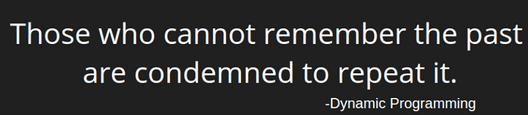 Those who cannot remember the past
are condemned to repeat it.
-Dynamic Programming